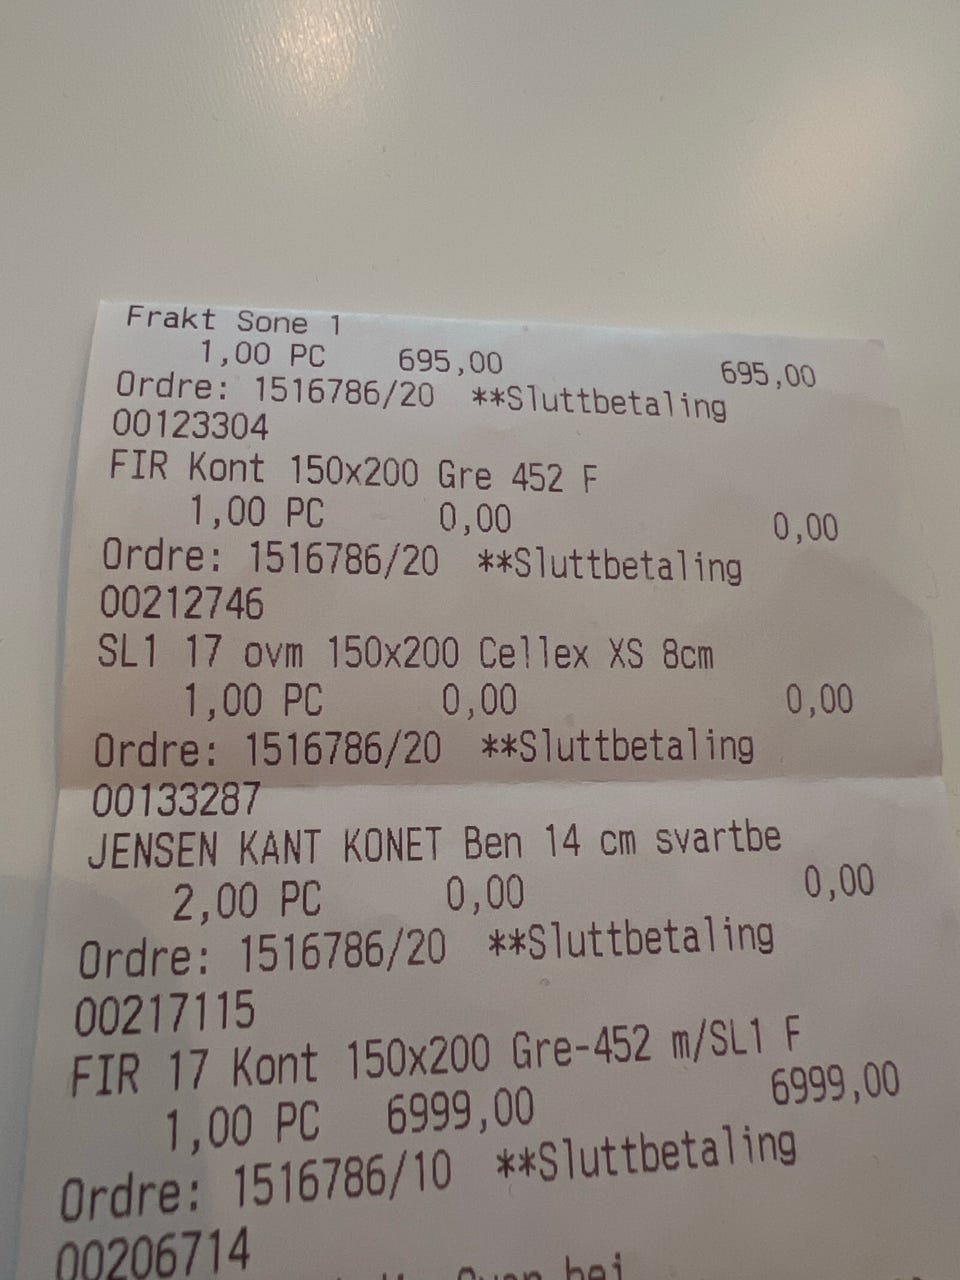 Frakt Sone 1
1,00 PC 695,00 695,00
Ordre: 1516786/20 **Sluttbetaling
00123304
FIR Kont 150x200 Gre 452 F
1,00 PC 0,00 0,00
Ordre: 1516786/20 **Sluttbetaling
00212746
SL1 17 ovm 150x200 Cellex XS 8cm
1,00 PC 0,00 0,00
Ordre: 1516786/20 **Sluttbetaling
00133287
JENSEN KANT KONET Ben 14 cm svartbe
2,00 PC 0,00 0,00
Ordre: 1516786/20 **Sluttbetaling
00217115
FIR 17 Kont 150x200 Gre-452 m/SL1 F
1,00 PC 6999,00 6999,00
Ordre: 1516786/10 **Sluttbetaling
00206714